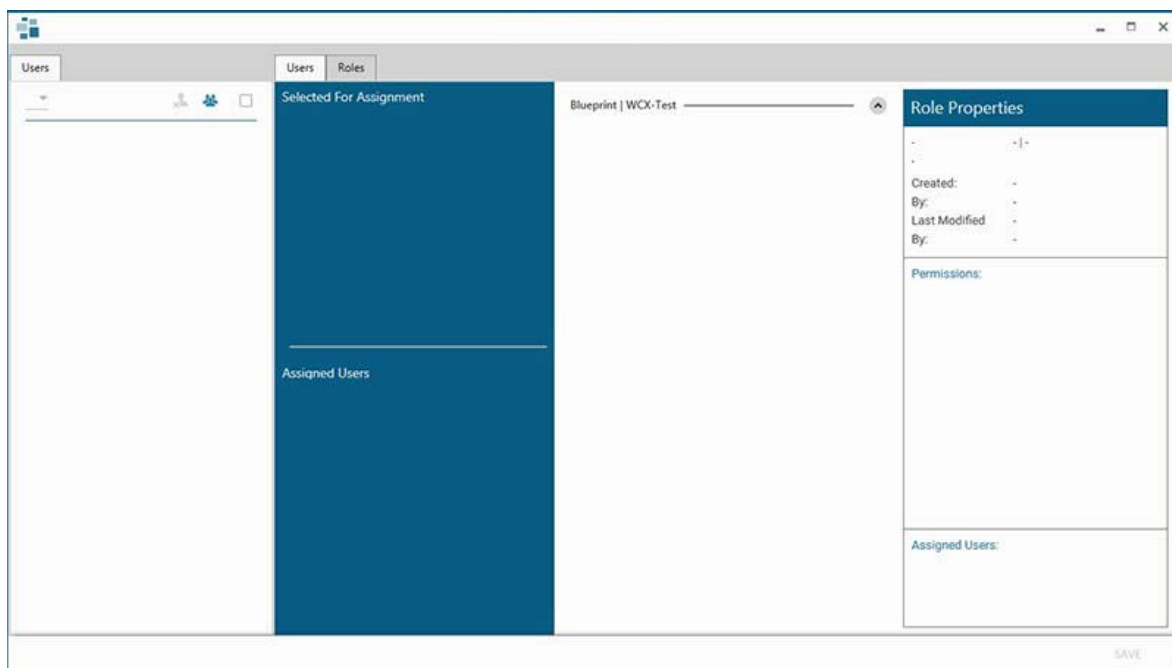 Users
Users Roles
Selected For Assignment
Assigned Users
Blueprint | WCX-Test
Role Properties
- - | -
-
Created: -
By: -
Last Modified -
By: -
Permissions:
Assigned Users:
SAVE